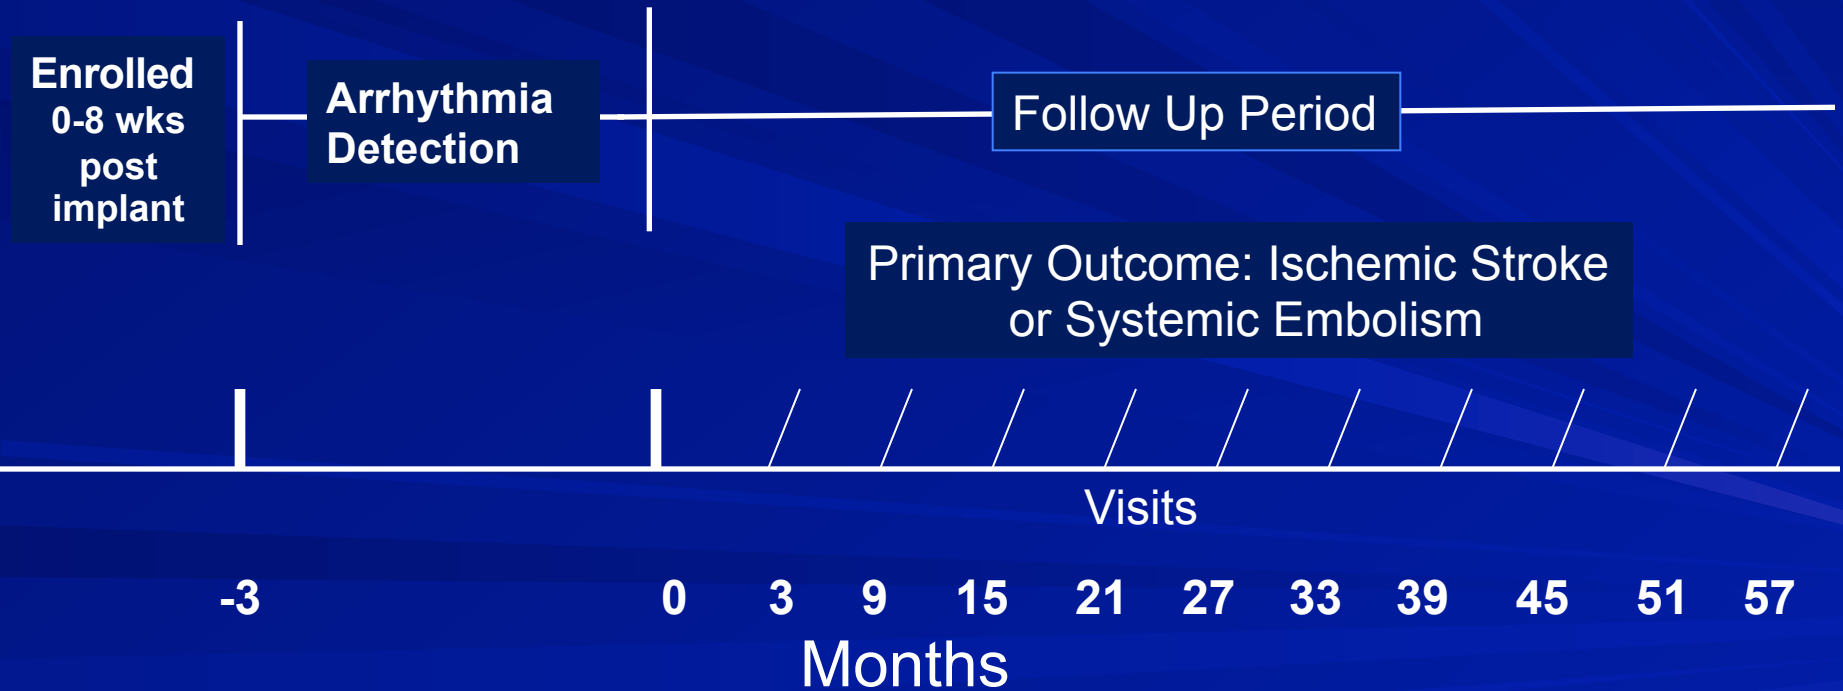 Enrolled
0-8 wks
post
implant
Arrhythmia
Detection
Follow Up Period
Primary Outcome: Ischemic Stroke
or Systemic Embolism
Visits
-3 0 3 9 15 21 27 33 39 45 51 57
Months